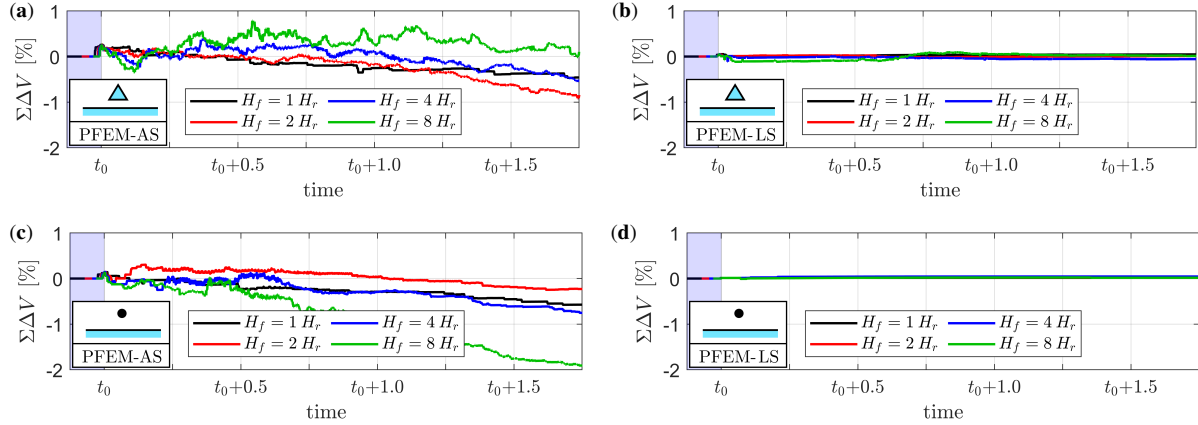 (a)
ΣΔV [%]
1
0
-1
-2
PFEM-AS
H_f = 1 H_r
H_f = 4 H_r
H_f = 2 H_r
H_f = 8 H_r
t_0
t_0+0.5
t_0+1.0
t_0+1.5
time
(b)
ΣΔV [%]
1
0
-1
-2
PFEM-LS
H_f = 1 H_r
H_f = 4 H_r
H_f = 2 H_r
H_f = 8 H_r
t_0
t_0+0.5
t_0+1.0
t_0+1.5
time
(c)
ΣΔV [%]
1
0
-1
-2
PFEM-AS
H_f = 1 H_r
H_f = 4 H_r
H_f = 2 H_r
H_f = 8 H_r
t_0
t_0+0.5
t_0+1.0
t_0+1.5
time
(d)
ΣΔV [%]
1
0
-1
-2
PFEM-LS
H_f = 1 H_r
H_f = 4 H_r
H_f = 2 H_r
H_f = 8 H_r
t_0
t_0+0.5
t_0+1.0
t_0+1.5
time